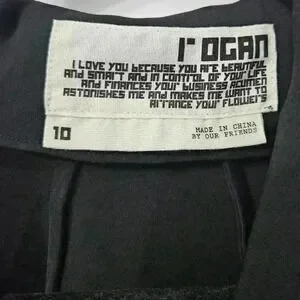 rogan
I LOVE YOU BECAUSE YOU ARE BEAUTIFUL
AND SMART AND IN CONTROL OF YOUR LIFE
AND FINANCES YOUR BUSINESS ACUMEN
ASTONISHES ME AND MAKES ME WANT TO
ARRANGE YOUR FLOWERS
10
MADE IN CHINA
BY OUR FRIENDS